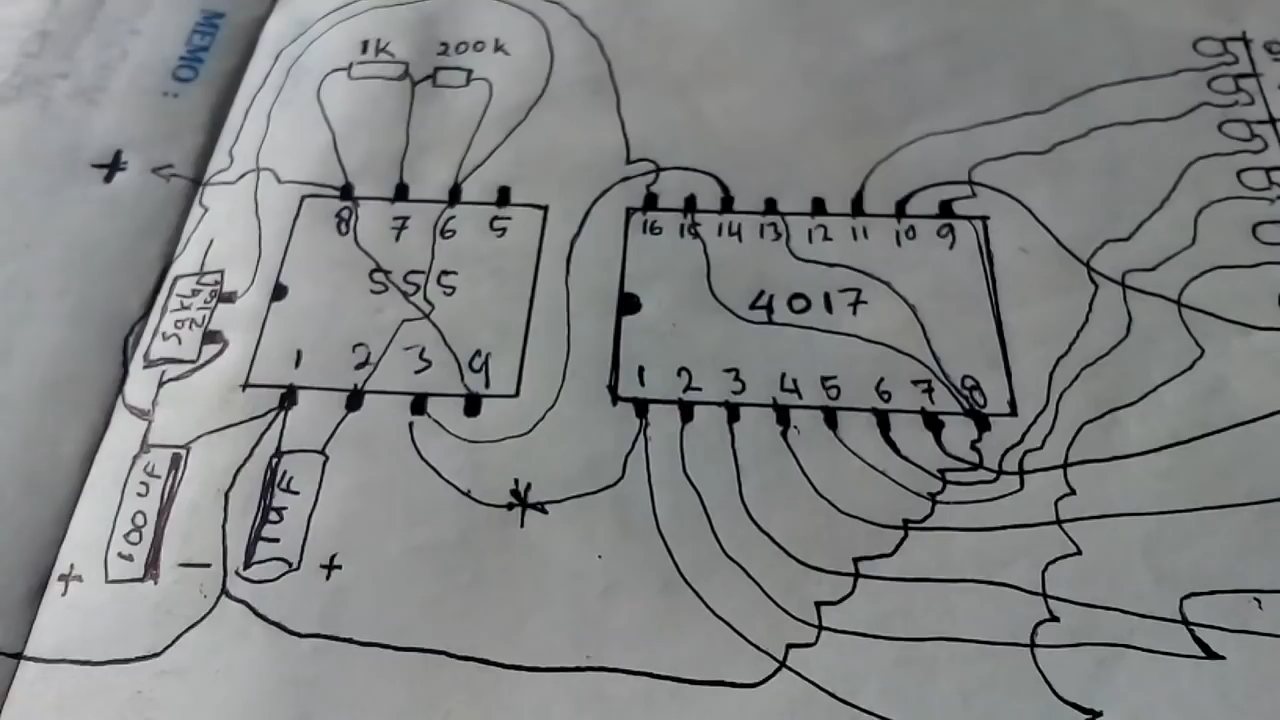 MEMO :
1K 200k
+
8 7 6 5
555
1 2 3 4
16 15 14 13 12 11 10 9
4017
1 2 3 4 5 6 7 8
100 uF
+ -
1uF
+